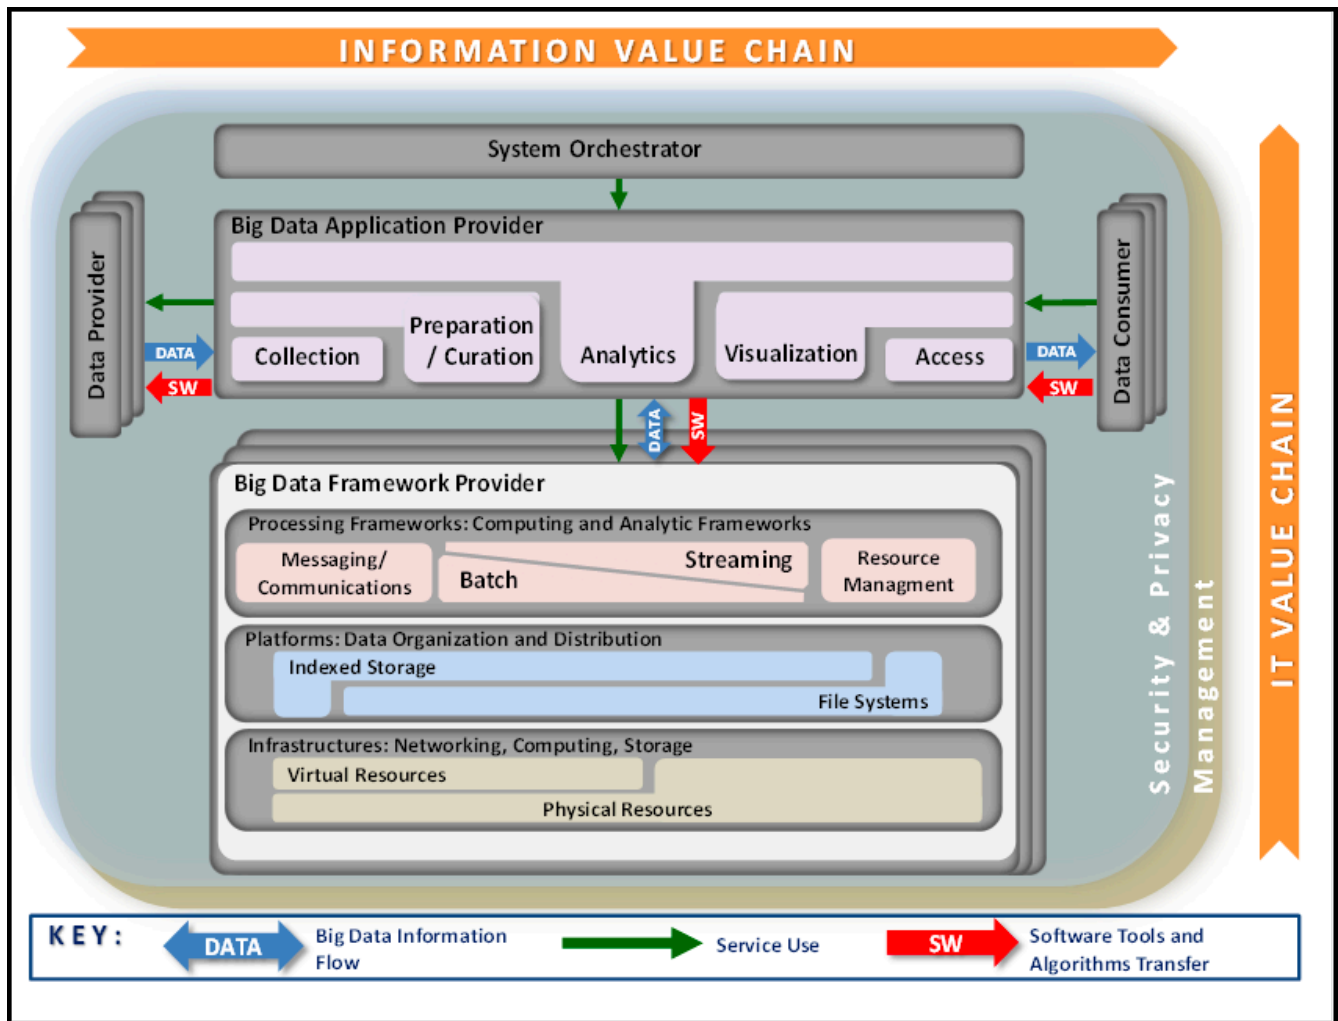 INFORMATION VALUE CHAIN
System Orchestrator
Big Data Application Provider
Data Provider
DATA
SW
Collection
Preparation
/ Curation
Analytics
Visualization
Access
DATA
SW
Data Consumer
DATA
SW
Big Data Framework Provider
Processing Frameworks: Computing and Analytic Frameworks
Messaging/
Communications
Batch
Streaming
Resource
Managment
Platforms: Data Organization and Distribution
Indexed Storage
File Systems
Infrastructures: Networking, Computing, Storage
Virtual Resources
Physical Resources
Security & Privacy
Management
IT VALUE CHAIN
KEY:
DATA
Big Data Information
Flow
Service Use
SW
Software Tools and
Algorithms Transfer